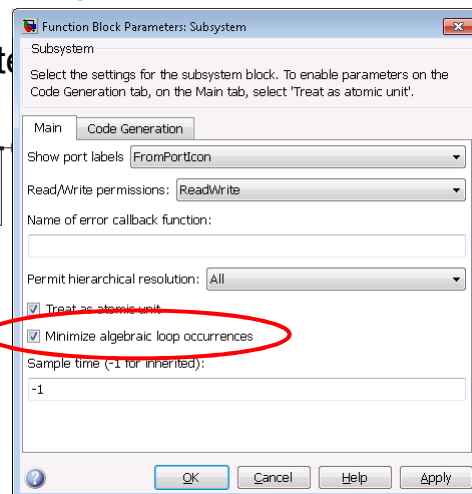 Function Block Parameters: Subsystem
te
Subsystem
Select the settings for the subsystem block. To enable parameters on the
Code Generation tab, on the Main tab, select 'Treat as atomic unit'.
Main Code Generation
Show port labels FromPortIcon
Read/Write permissions: ReadWrite
Name of error callback function:
Permit hierarchical resolution: All
Treat as atomic unit
Minimize algebraic loop occurrences
Sample time (-1 for inherited):
-1
OK Cancel Help Apply